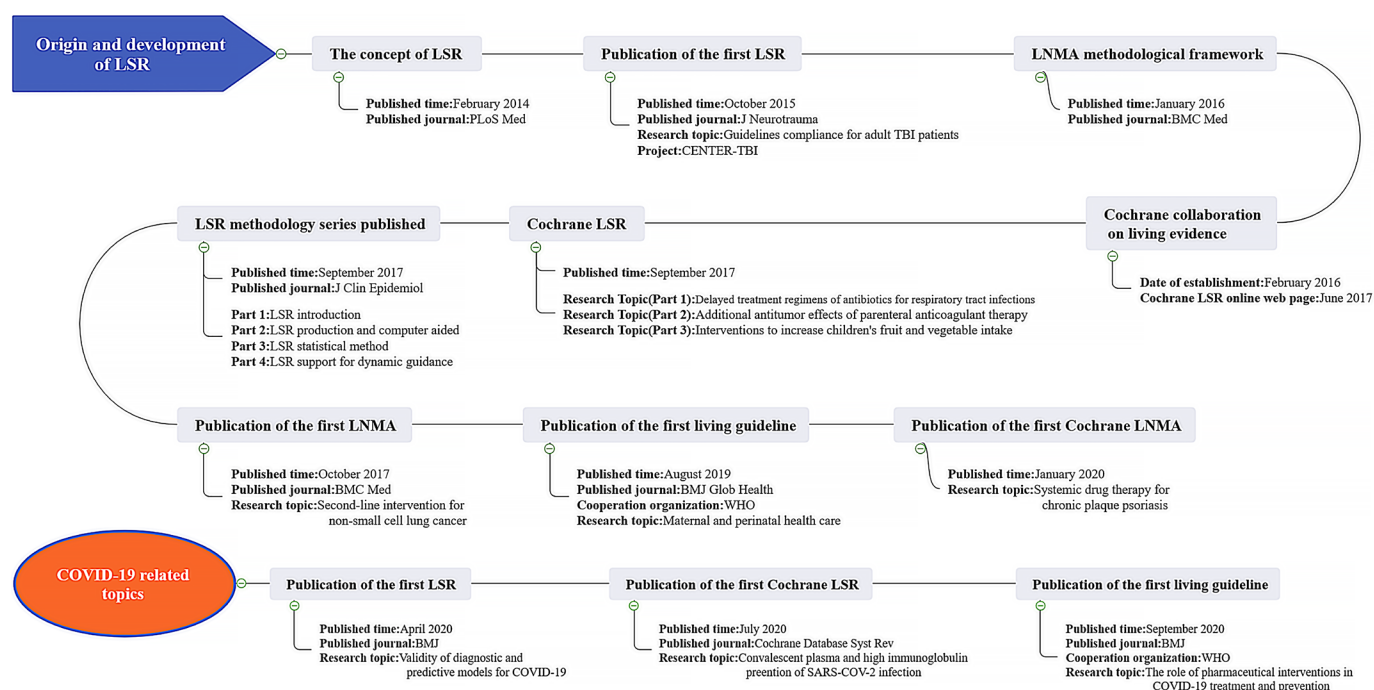 Origin and development
of LSR
The concept of LSR
Published time:February 2014
Published journal:PLoS Med
Publication of the first LSR
Published time:October 2015
Published journal:J Neurotrauma
Research topic:Guidelines compliance for adult TBI patients
Project:CENTER-TBI
LNMA methodological framework
Published time:January 2016
Published journal:BMC Med
Cochrane collaboration
on living evidence
Date of establishment:February 2016
Cochrane LSR online web page:June 2017
Cochrane LSR
Published time:September 2017
Research Topic(Part 1):Delayed treatment regimens of antibiotics for respiratory tract infections
Research Topic(Part 2):Additional antitumor effects of parenteral anticoagulant therapy
Research Topic(Part 3):Interventions to increase children's fruit and vegetable intake
LSR methodology series published
Published time:September 2017
Published journal:J Clin Epidemiol
Part 1:LSR introduction
Part 2:LSR production and computer aided
Part 3:LSR statistical method
Part 4:LSR support for dynamic guidance
Publication of the first LNMA
Published time:October 2017
Published journal:BMC Med
Research topic:Second-line intervention for
non-small cell lung cancer
Publication of the first living guideline
Published time:August 2019
Published journal:BMJ Glob Health
Cooperation organization:WHO
Research topic:Maternal and perinatal health care
Publication of the first Cochrane LNMA
Published time:January 2020
Research topic:Systemic drug therapy for
chronic plaque psoriasis
COVID-19 related
topics
Publication of the first LSR
Published time:April 2020
Published journal:BMJ
Research topic:Validity of diagnostic and
predictive models for COVID-19
Publication of the first Cochrane LSR
Published time:July 2020
Published journal:Cochrane Database Syst Rev
Research topic:Convalescent plasma and high immunoglobulin
preention of SARS-COV-2 infection
Publication of the first living guideline
Published time:September 2020
Published journal:BMJ
Cooperation organization:WHO
Research topic:The role of pharmaceutical interventions in
COVID-19 treatment and prevention